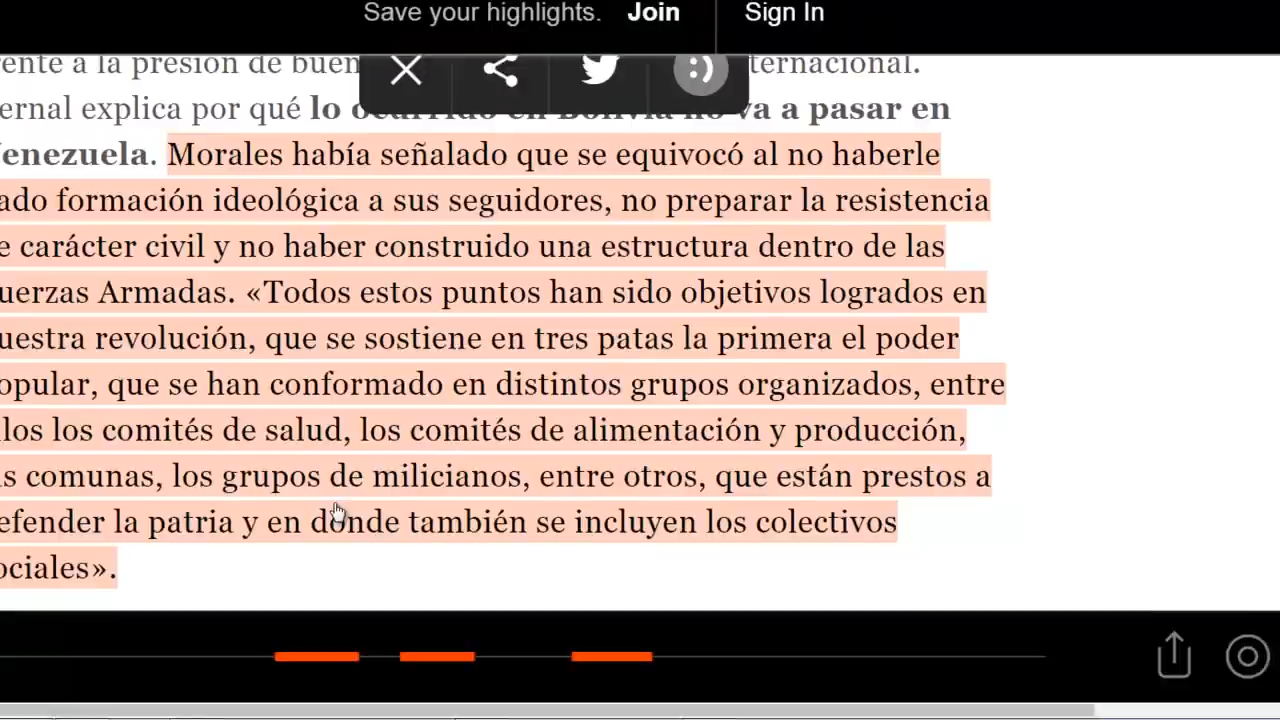 Save your highlights. Join Sign In
ente a la presión de buen ternacional.
ernal explica por qué lo ocurrido en Bolivia no va a pasar en
Venezuela. Morales había señalado que se equivocó al no haberle
ado formación ideológica a sus seguidores, no preparar la resistencia
e carácter civil y no haber construido una estructura dentro de las
uerzas Armadas. «Todos estos puntos han sido objetivos logrados en
uestra revolución, que se sostiene en tres patas la primera el poder
opular, que se han conformado en distintos grupos organizados, entre
llos los comités de salud, los comités de alimentación y producción,
as comunas, los grupos de milicianos, entre otros, que están prestos a
efender la patria y en donde también se incluyen los colectivos
ociales».